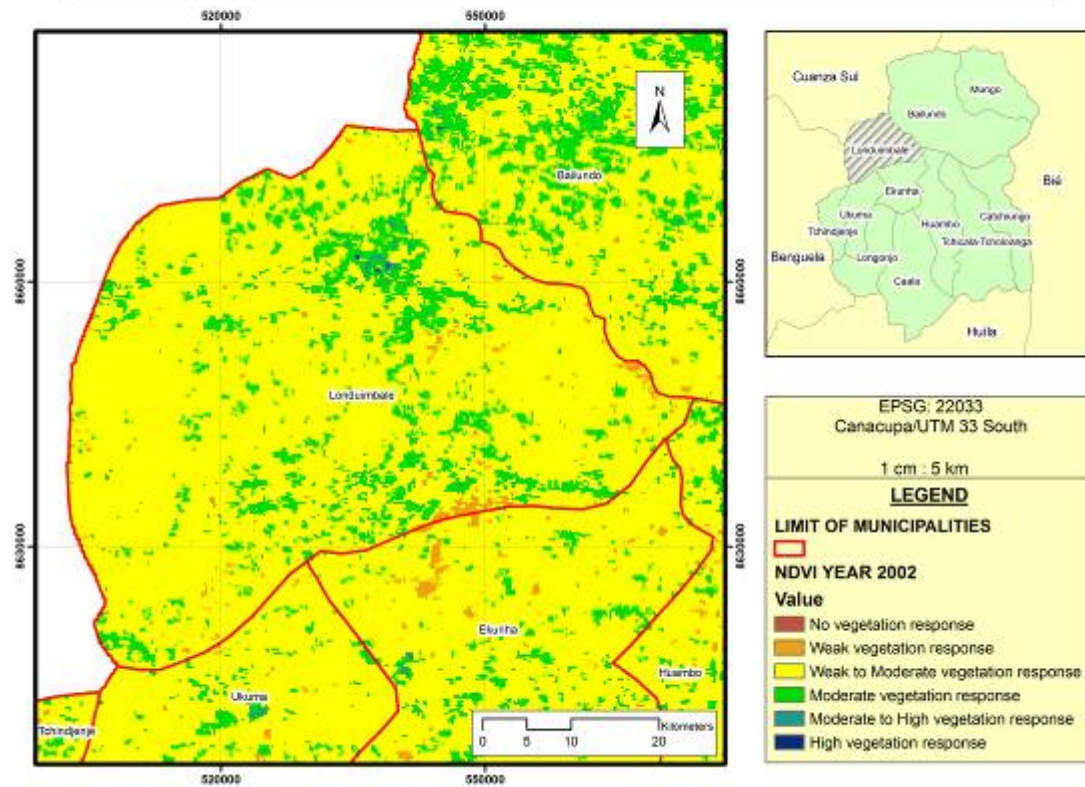 520000
550000
N
Bailundo
8660000
8660000
Londuimbale
8630000
8630000
Ekunha
Huambo
Ukuma
Tchindjenje
Kilometers
0 5 10 20
520000
550000
Cuanza Sul
Mungo
Bailundo
Londuimbale
Bié
Ekunha
Ukuma
Huambo
Catchiungo
Tchindjenje
Tchicala-Tcholoanga
Benguela
Longonjo
Caala
Huila
EPSG: 22033
Canacupa/UTM 33 South
1 cm : 5 km
LEGEND
LIMIT OF MUNICIPALITIES
NDVI YEAR 2002
Value
No vegetation response
Weak vegetation response
Weak to Moderate vegetation response
Moderate vegetation response
Moderate to High vegetation response
High vegetation response